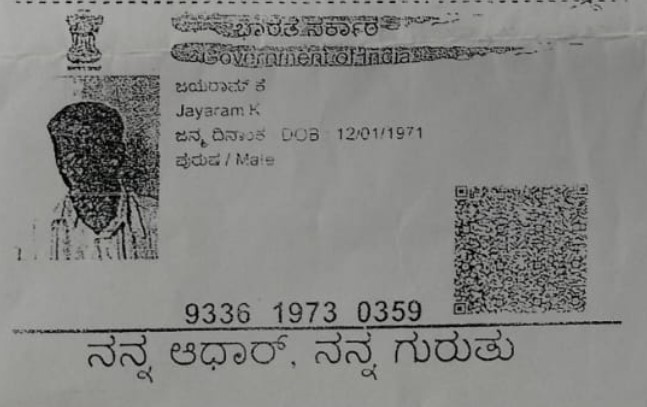 ಭಾರತ ಸರ್ಕಾರ
Government of India
ಜಯರಾಮ್ ಕೆ
Jayaram K
ಜನ್ಮ ದಿನಾಂಕ DOB: 12/01/1971
ಪುರುಷ / Male
9336 1973 0359
ನನ್ನ ಆಧಾರ್, ನನ್ನ ಗುರುತು